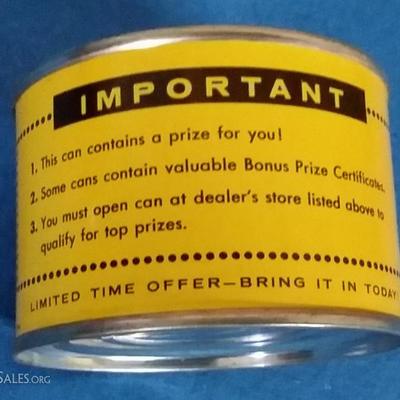 IMPORTANT
1. This can contains a prize for you!
2. Some cans contain valuable Bonus Prize Certificates.
3. You must open can at dealer's store listed above to
qualify for top prizes.
LIMITED TIME OFFER—BRING IT IN TODAY!
SALES.ORG